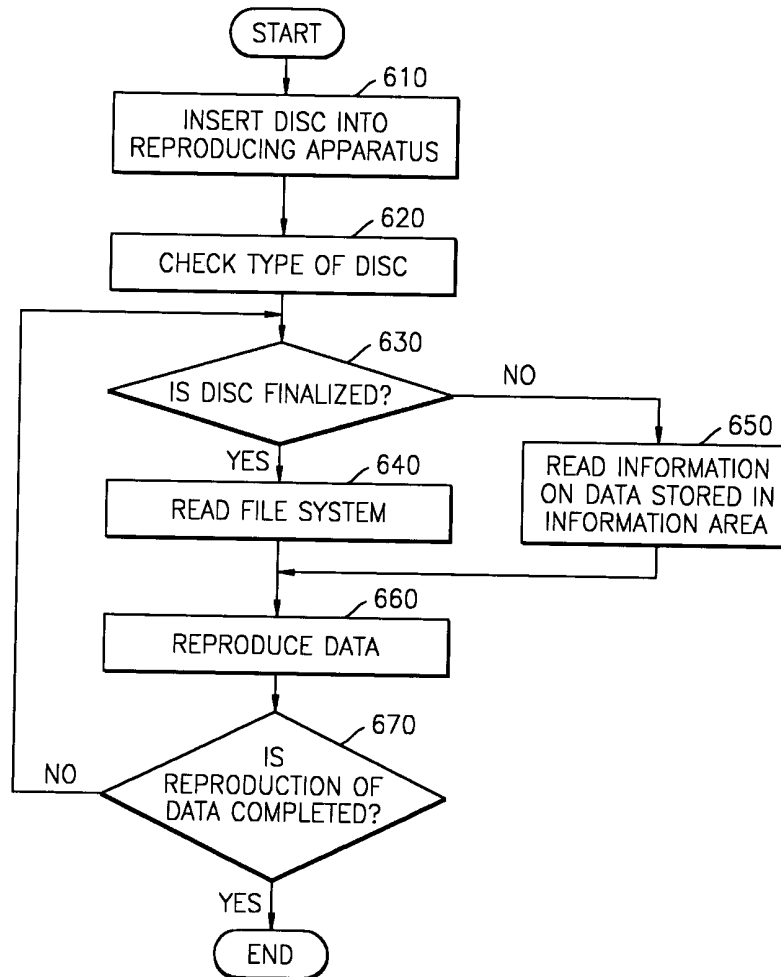 START
610
INSERT DISC INTO
REPRODUCING APPARATUS
620
CHECK TYPE OF DISC
630
IS DISC FINALIZED?
NO
YES
640
READ FILE SYSTEM
650
READ INFORMATION
ON DATA STORED IN
INFORMATION AREA
660
REPRODUCE DATA
670
IS
REPRODUCTION OF
DATA COMPLETED?
NO
YES
END